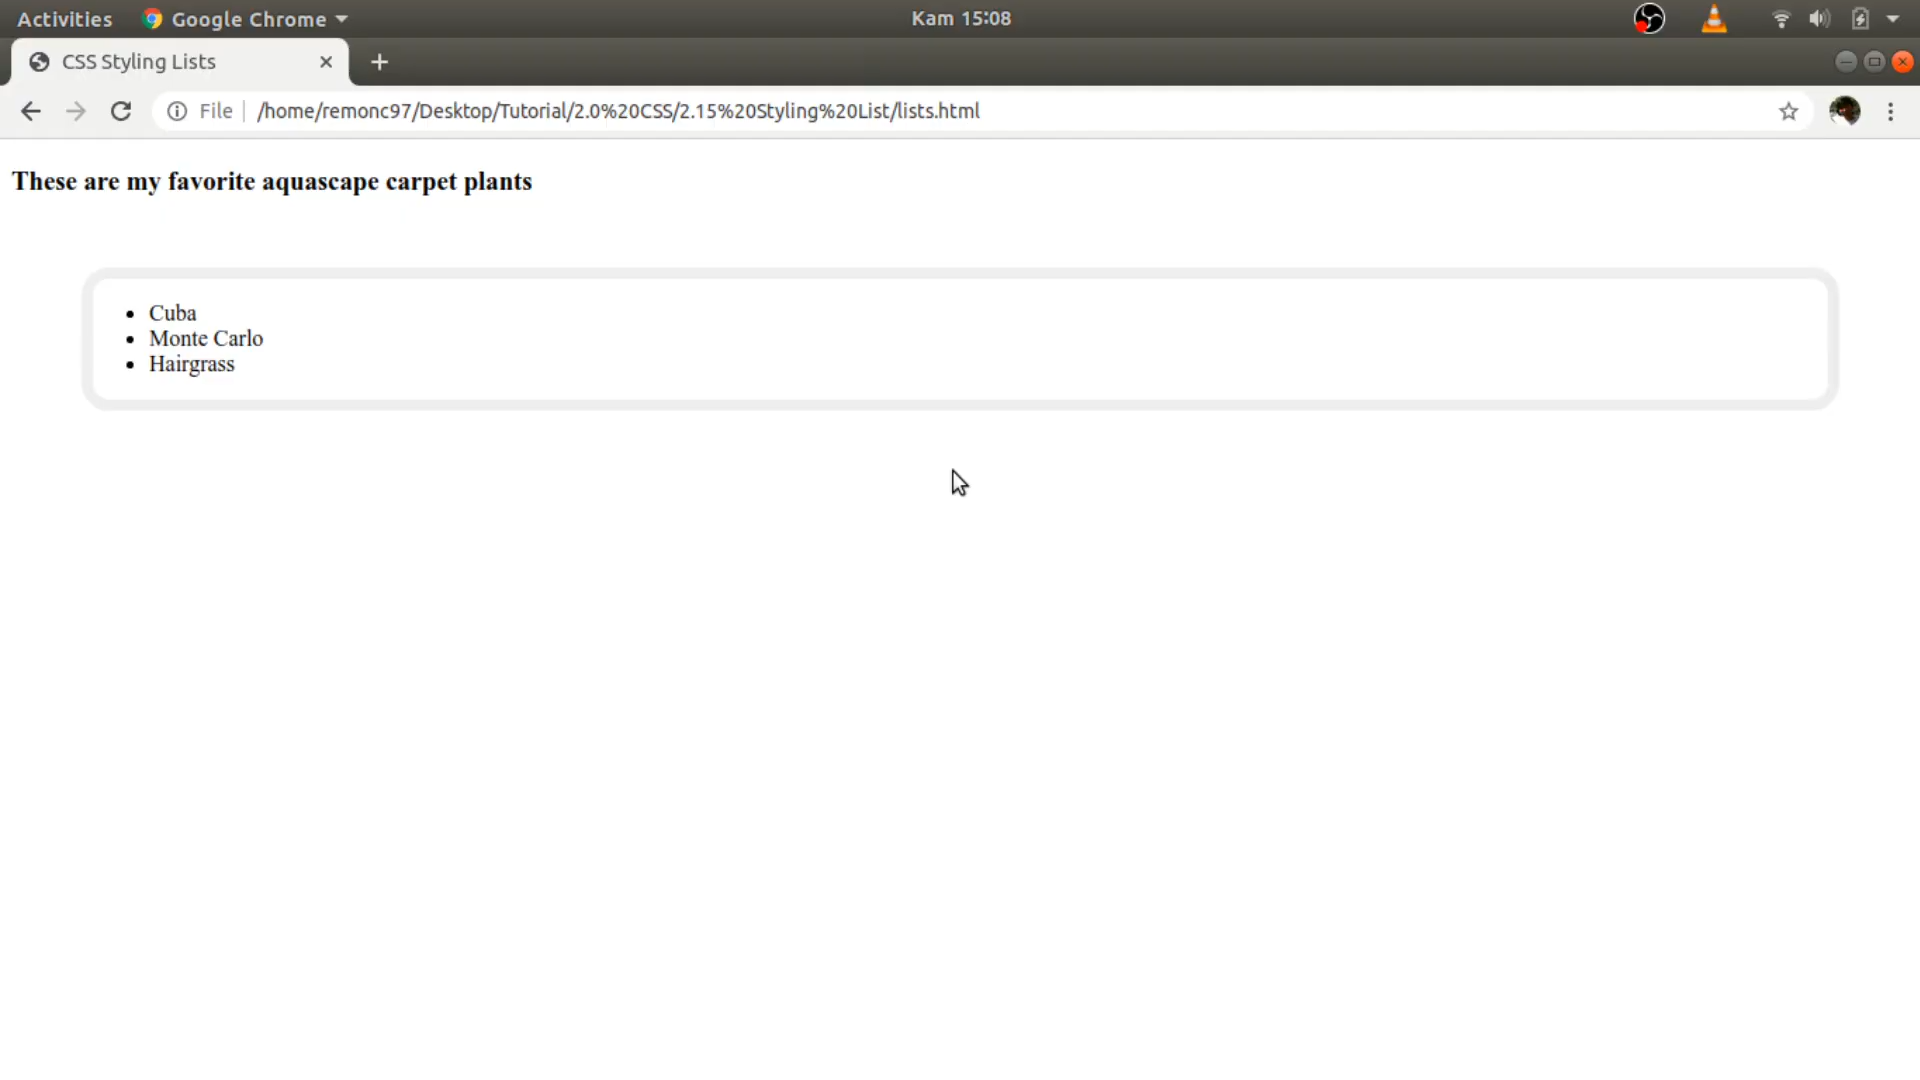 Activities Google Chrome Kam 15:08
CSS Styling Lists
File /home/remonc97/Desktop/Tutorial/2.0%20CSS/2.15%20Styling%20List/lists.html
These are my favorite aquascape carpet plants
Cuba
Monte Carlo
Hairgrass